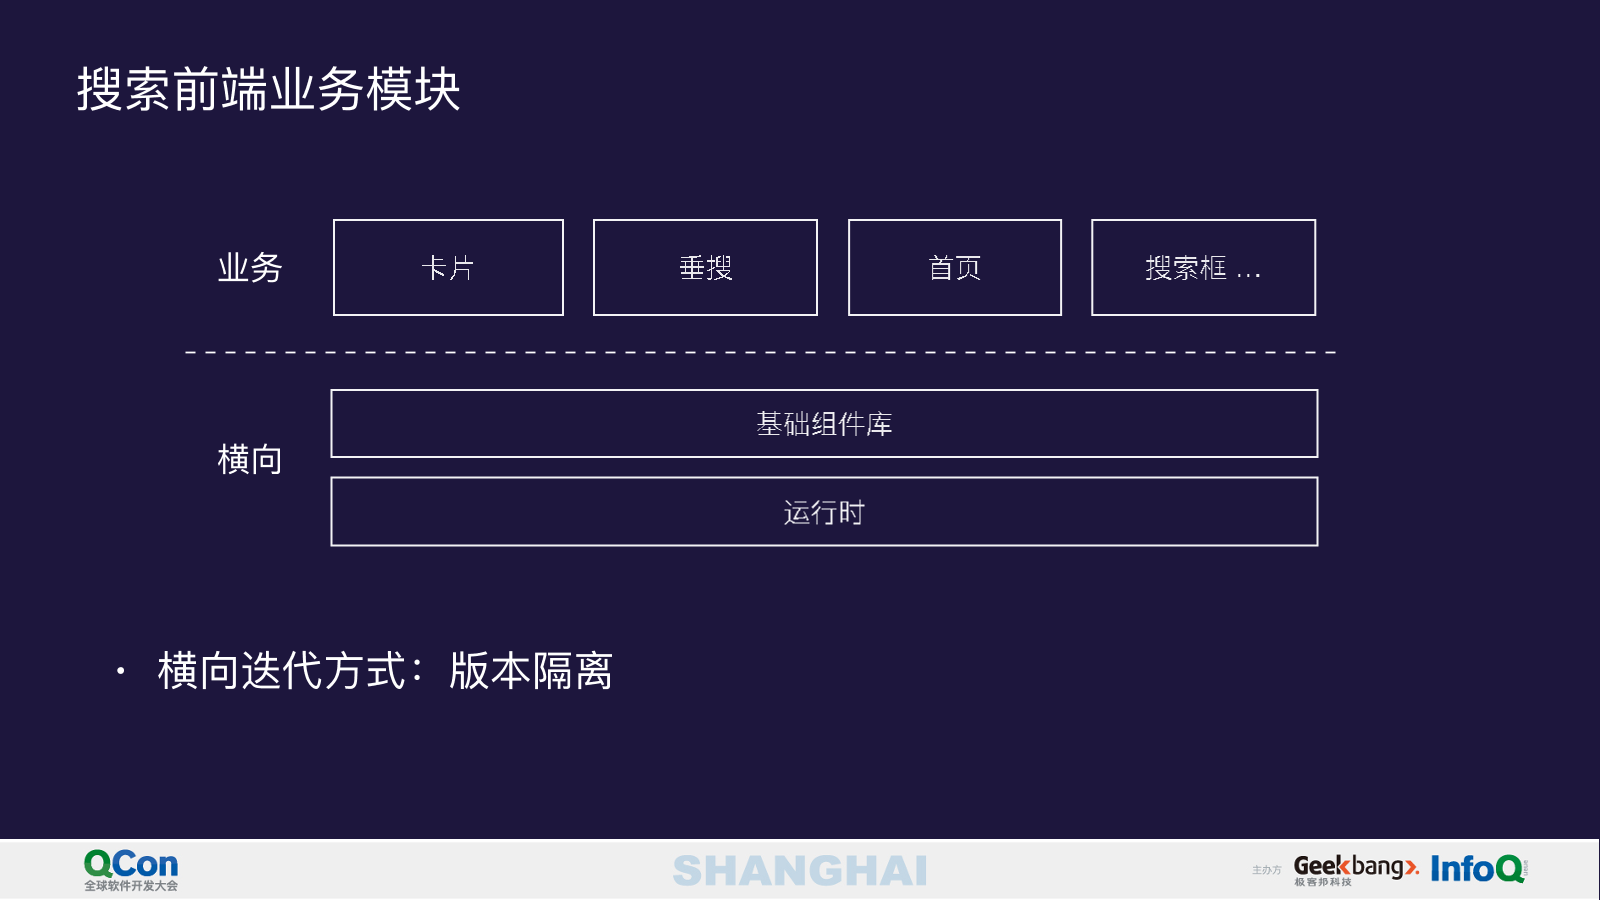 搜索前端业务模块
业务
卡片
垂搜
首页
搜索框 ...
横向
基础组件库
运行时
• 横向迭代方式：版本隔离
QCon
全球软件开发大会
SHANGHAI
主办方
Geekbang>.
极客邦科技
InfoQ